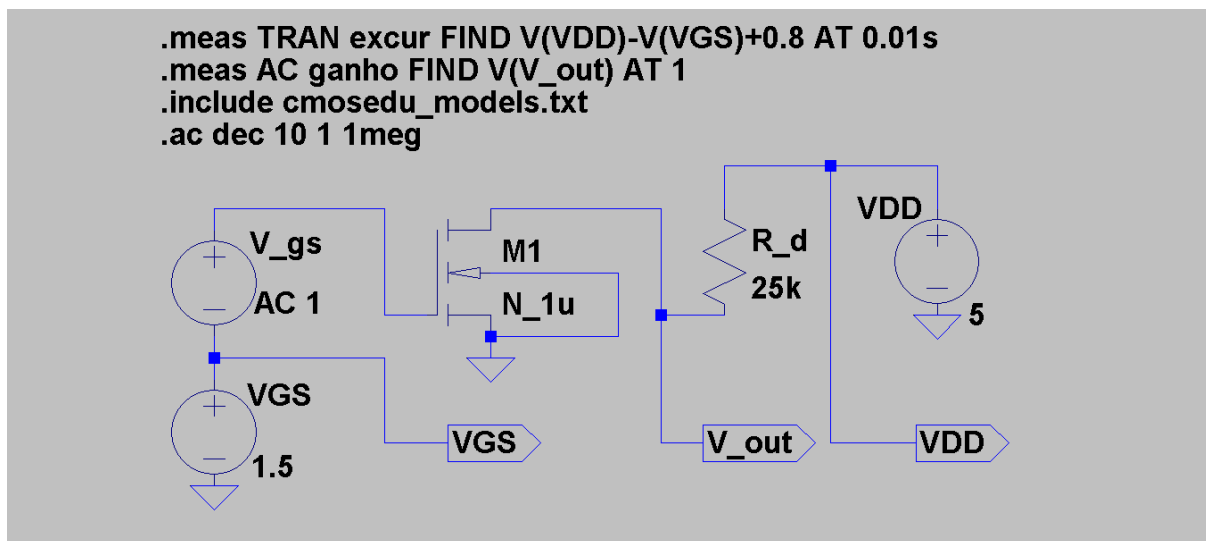 .meas TRAN excur FIND V(VDD)-V(VGS)+0.8 AT 0.01s
.meas AC ganho FIND V(V_out) AT 1
.include cmosedu_models.txt
.ac dec 10 1 1meg
V_gs
AC 1
VGS
1.5
M1
N_1u
R_d
25k
VDD
5
VGS
V_out
VDD